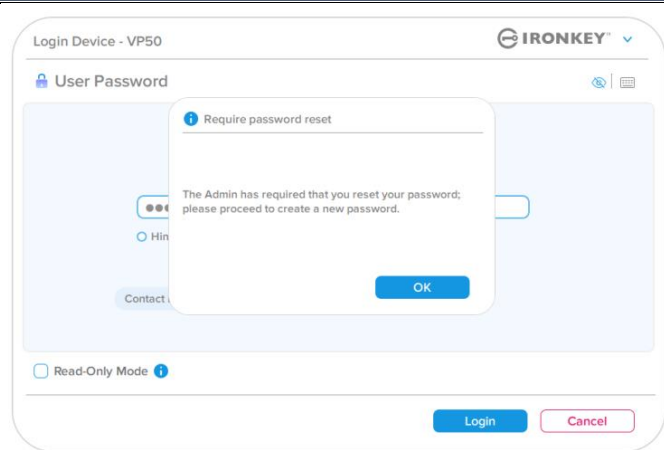 Login Device - VP50
IRONKEY™
User Password
Require password reset
The Admin has required that you reset your password;
please proceed to create a new password.
OK
Contact
Read-Only Mode
Login
Cancel